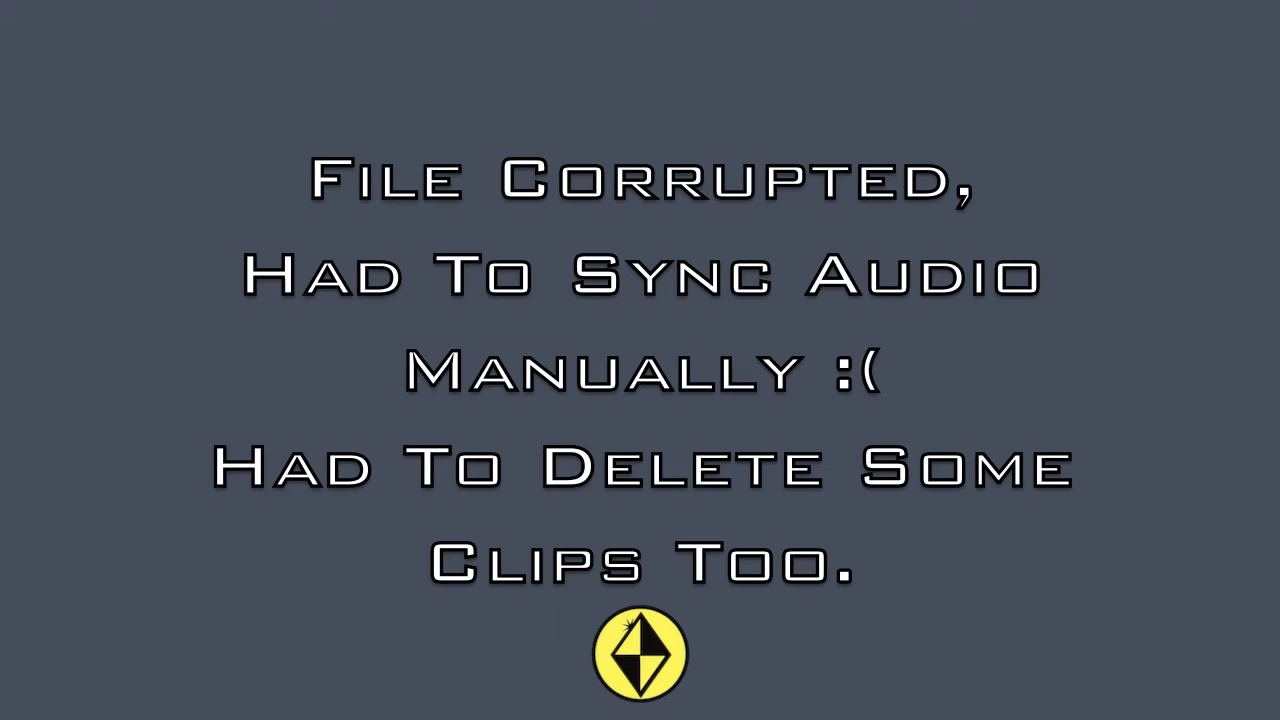 File Corrupted,
Had To Sync Audio
Manually :(
Had To Delete Some
Clips Too.